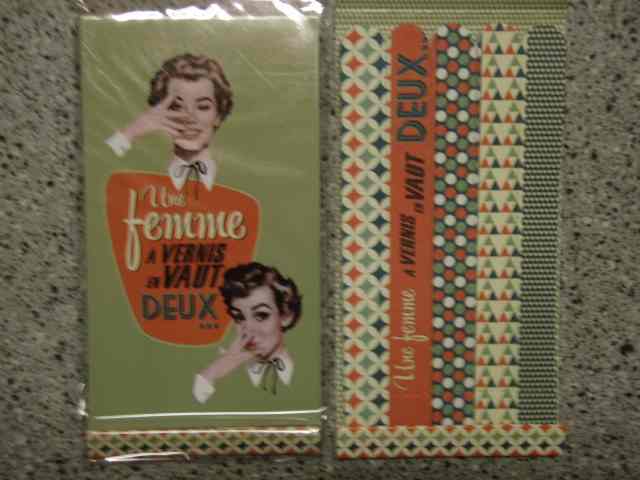 Une
femme
A VERNIS
EN VAUT
DEUX
...
Une femme A VERNIS EN VAUT DEUX...